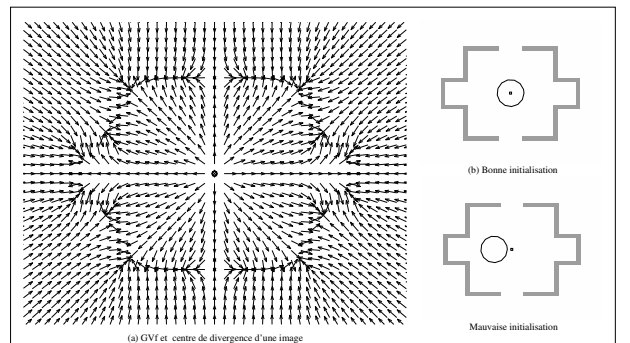 (b) Bonne initialisation
Mauvaise initialisation
(a) GVf et centre de divergence d'une image